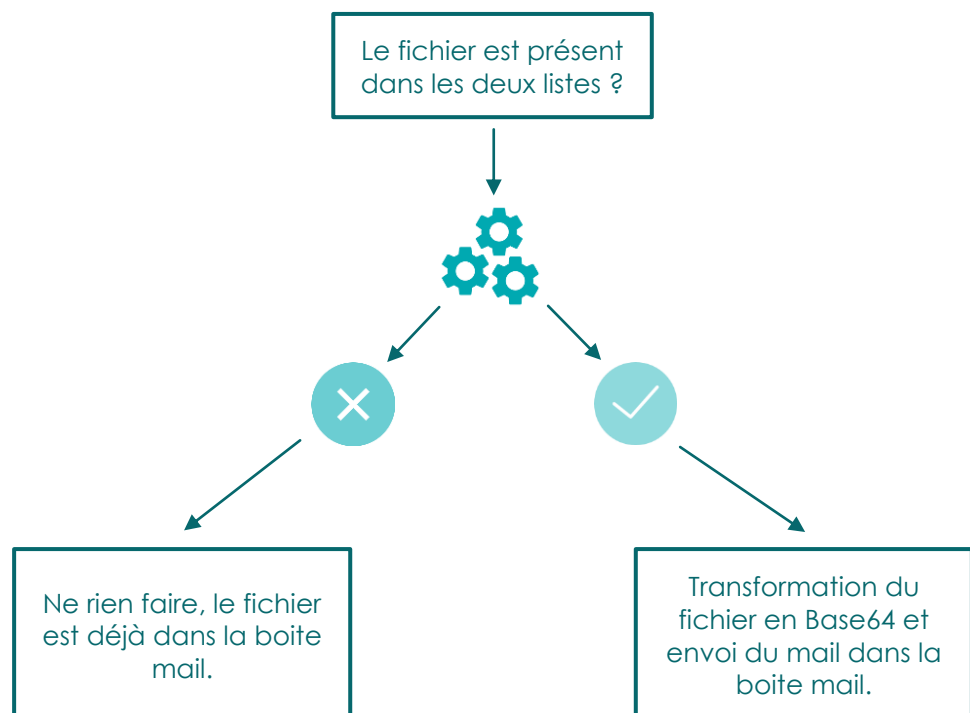 Le fichier est présent
dans les deux listes ?
Ne rien faire, le fichier
est déjà dans la boite
mail.
Transformation du
fichier en Base64 et
envoi du mail dans la
boite mail.